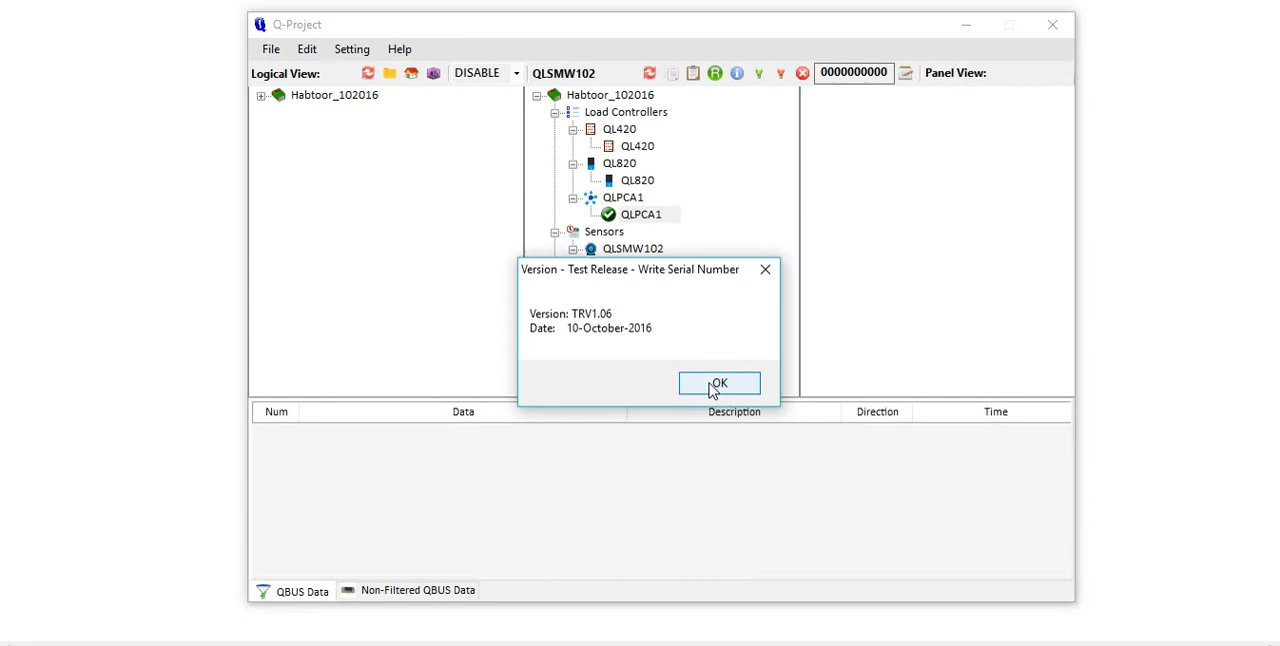 Q-Project
File Edit Setting Help
Logical View: DISABLE QLSMW102 0000000000 Panel View:
Habtoor_102016
Habtoor_102016
Load Controllers
QL420
QL420
QL820
QL820
QLPCA1
QLPCA1
Sensors
QLSMW102
Version - Test Release - Write Serial Number
Version: TRV1.06
Date: 10-October-2016
OK
Num Data Description Direction Time
QBUS Data Non-Filtered QBUS Data